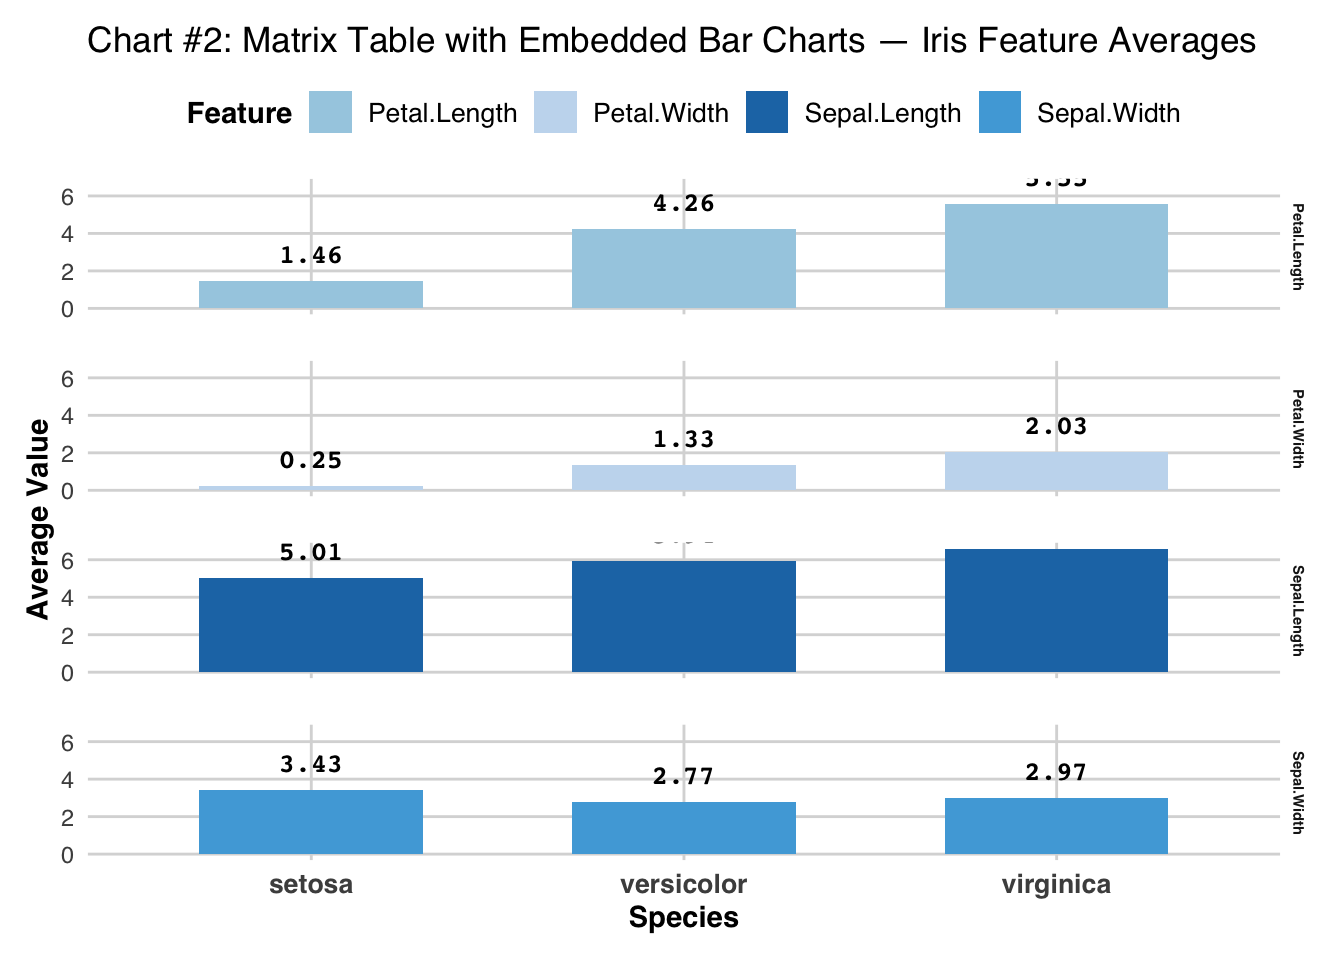 Chart #2: Matrix Table with Embedded Bar Charts — Iris Feature Averages
Feature Petal.Length Petal.Width Sepal.Length Sepal.Width
6
4
2
0
1.46 4.26
Petal.Length
6
4
2
0
0.25 1.33 2.03
Petal.Width
6
4
2
0
5.01
Sepal.Length
6
4
2
0
3.43 2.77 2.97
Sepal.Width
Average Value
setosa versicolor virginica
Species